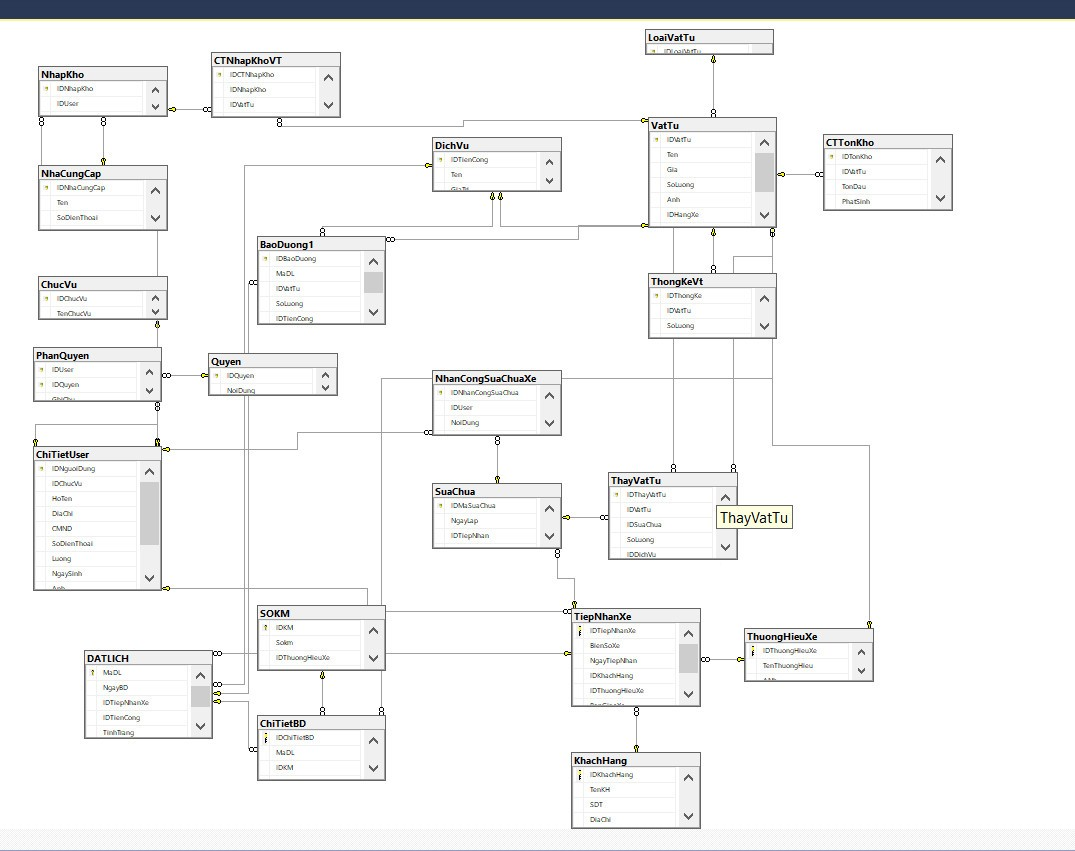 LoaiVatTu
IDLoaiVatTu
CTNhapKhoVT
IDCTNhapKho
IDNhapKho
IDVatTu
NhapKho
IDNhapKho
IDUser
VatTu
IDVatTu
Ten
Gia
SoLuong
Anh
IDHangXe
CTTonKho
IDTonKho
IDVatTu
TonDau
PhatSinh
DichVu
IDTienCong
Ten
GiaTri
NhaCungCap
IDNhaCungCap
Ten
SoDienThoai
BaoDuong1
IDBaoDuong
MaDL
IDVatTu
SoLuong
IDTienCong
ChucVu
IDChucVu
TenChucVu
ThongKeVt
IDThongKe
IDVatTu
SoLuong
PhanQuyen
IDUser
IDQuyen
GhiChu
Quyen
IDQuyen
NoiDung
NhanCongSuaChuaXe
IDNhanCongSuaChua
IDUser
NoiDung
ChiTietUser
IDNguoiDung
IDChucVu
HoTen
DiaChi
CMND
SoDienThoai
Luong
NgaySinh
Anh
SuaChua
IDMaSuaChua
NgayLap
IDTiepNhan
ThayVatTu
IDThayVatTu
IDVatTu
IDSuaChua
SoLuong
IDDichVu
ThayVatTu
SOKM
IDKM
Sokm
IDThuongHieuXe
TiepNhanXe
IDTiepNhanXe
BienSoXe
NgayTiepNhan
IDKhachHang
IDThuongHieuXe
ThuongHieuXe
IDThuongHieuXe
TenThuongHieu
DATLICH
MaDL
NgayBD
IDTiepNhanXe
IDTienCong
TinhTrang
ChiTietBD
IDChiTietBD
MaDL
IDKM
KhachHang
IDKhachHang
TenKH
SDT
DiaChi